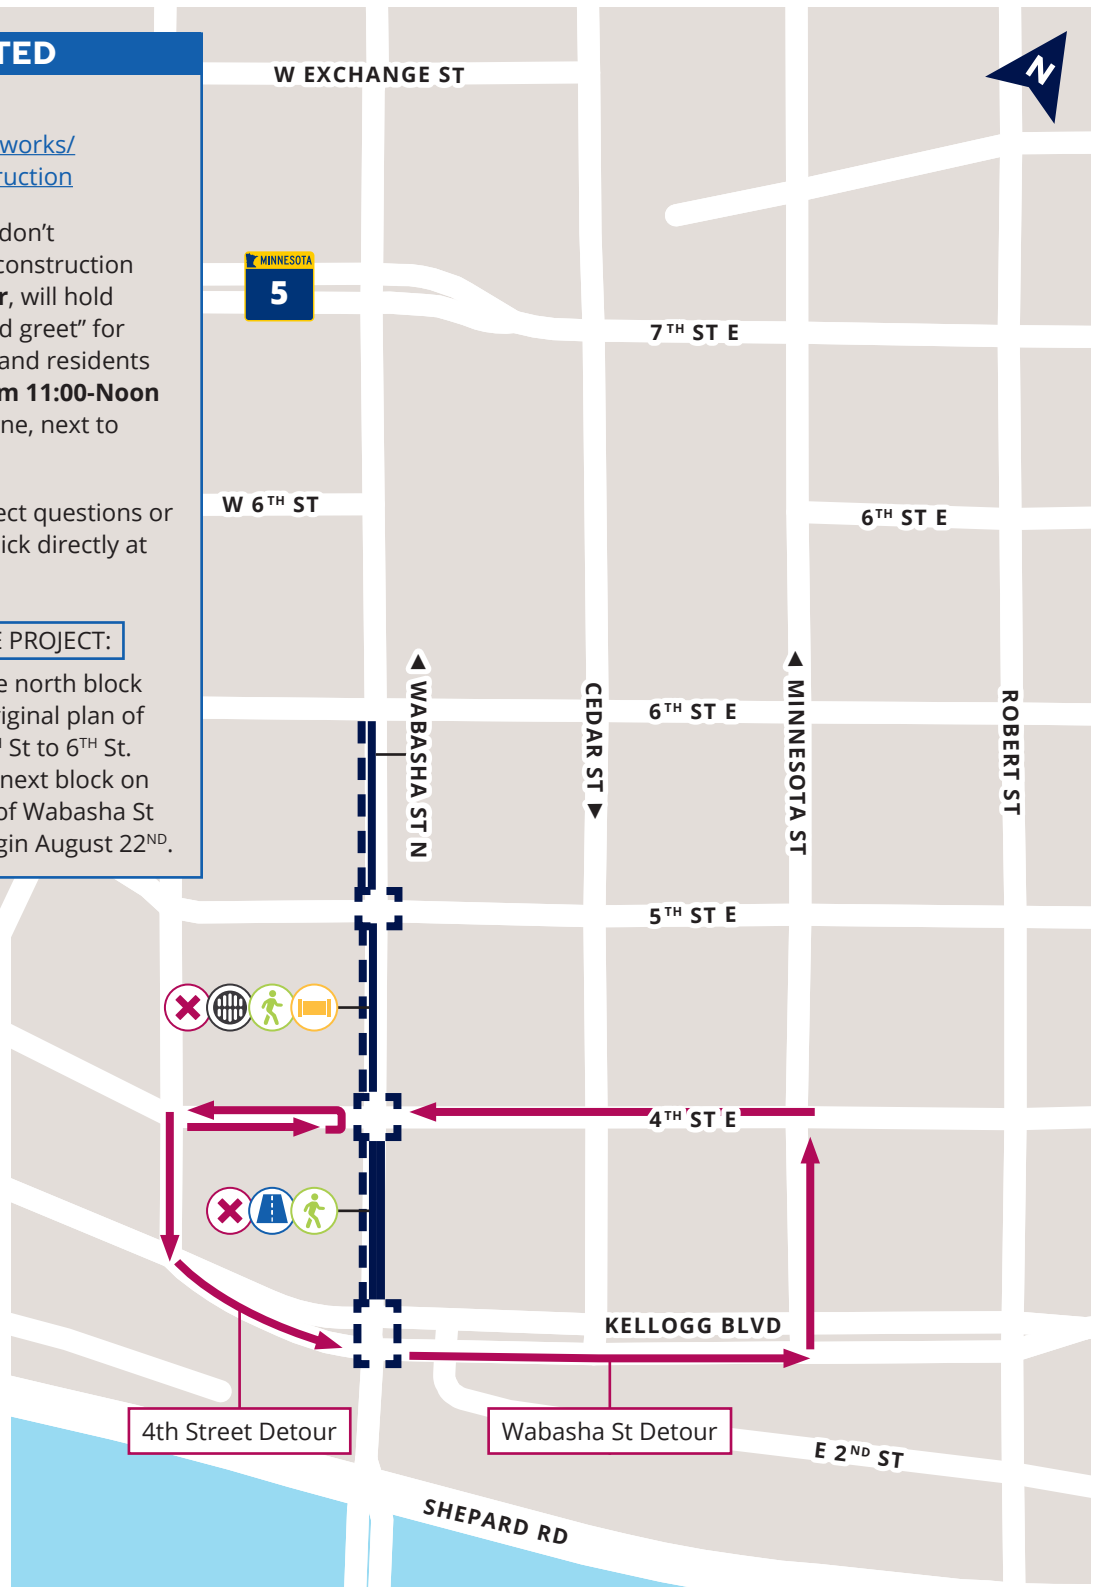 TED
works/
ruction
don't
construction
r, will hold
d greet” for
and residents
m 11:00-Noon
ne, next to
ect questions or
ick directly at
E PROJECT:
e north block
riginal plan of
H St to 6TH St.
next block on
of Wabasha St
gin August 22ND.
W EXCHANGE ST
N
MINNESOTA
5
7TH ST E
W 6TH ST
6TH ST E
▲ WABASHA ST N
CEDAR ST ▼
▲ MINNESOTA ST
ROBERT ST
6TH ST E
5TH ST E
4TH ST E
KELLOGG BLVD
4th Street Detour
Wabasha St Detour
E 2ND ST
SHEPARD RD